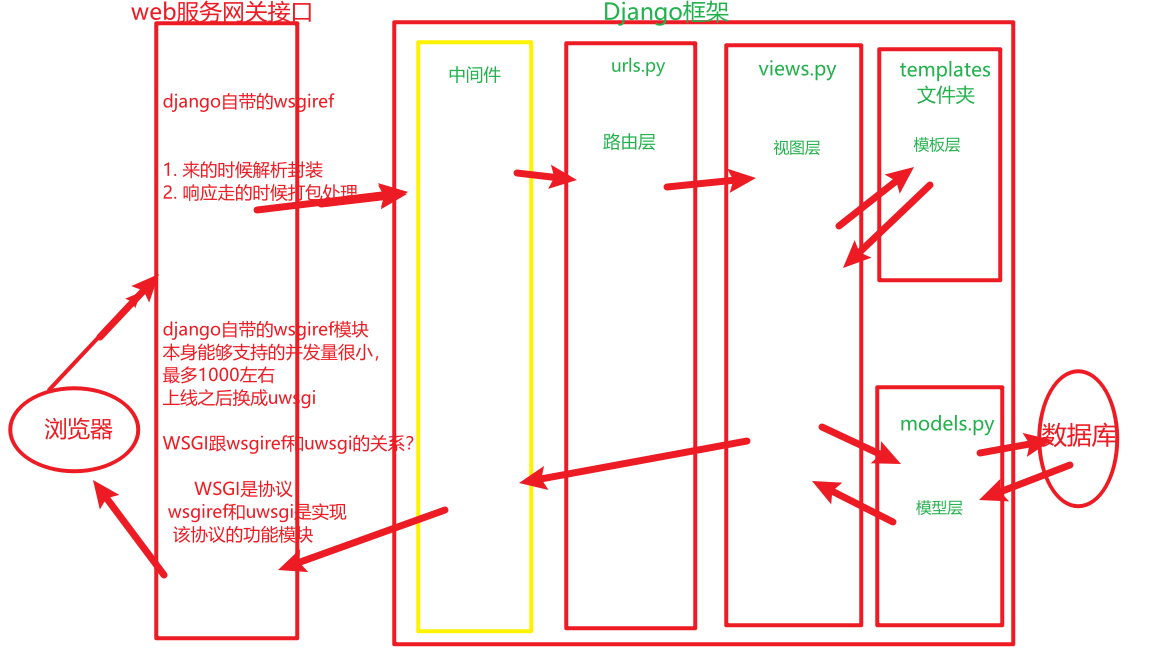 web服务网关接口
Django框架
django自带的wsgiref
1. 来的时候解析封装
2. 响应走的时候打包处理
django自带的wsgiref模块
本身能够支持的并发量很小,
最多1000左右
上线之后换成uwsgi
WSGI跟wsgiref和uwsgi的关系?
WSGI是协议
wsgiref和uwsgi是实现
该协议的功能模块
浏览器
中间件
urls.py
路由层
views.py
视图层
templates
文件夹
模板层
models.py
模型层
数据库